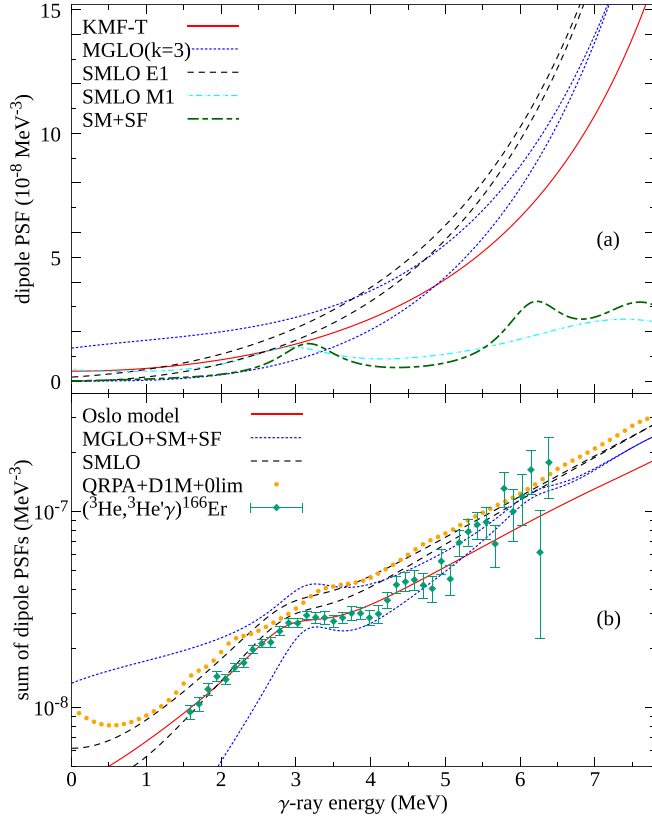 15
10
5
0
dipole PSF (10⁻⁸ MeV⁻³)
KMF-T
MGLO(k=3)
SMLO E1
SMLO M1
SM+SF
(a)
Oslo model
MGLO+SM+SF
SMLO
QRPA+D1M+0lim
(³He,³He'γ)¹⁶⁶Er
10⁻⁷
10⁻⁸
sum of dipole PSFs (MeV⁻³)
(b)
0 1 2 3 4 5 6 7
γ-ray energy (MeV)